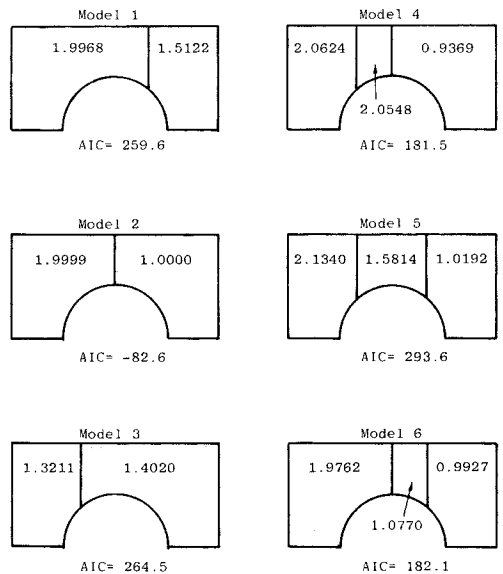 Model 1
1.9968 1.5122
AIC= 259.6
Model 4
2.0624 0.9369
2.0548
AIC= 181.5
Model 2
1.9999 1.0000
AIC= -82.6
Model 5
2.1340 1.5814 1.0192
AIC= 293.6
Model 3
1.3211 1.4020
AIC= 264.5
Model 6
1.9762 0.9927
1.0770
AIC= 182.1